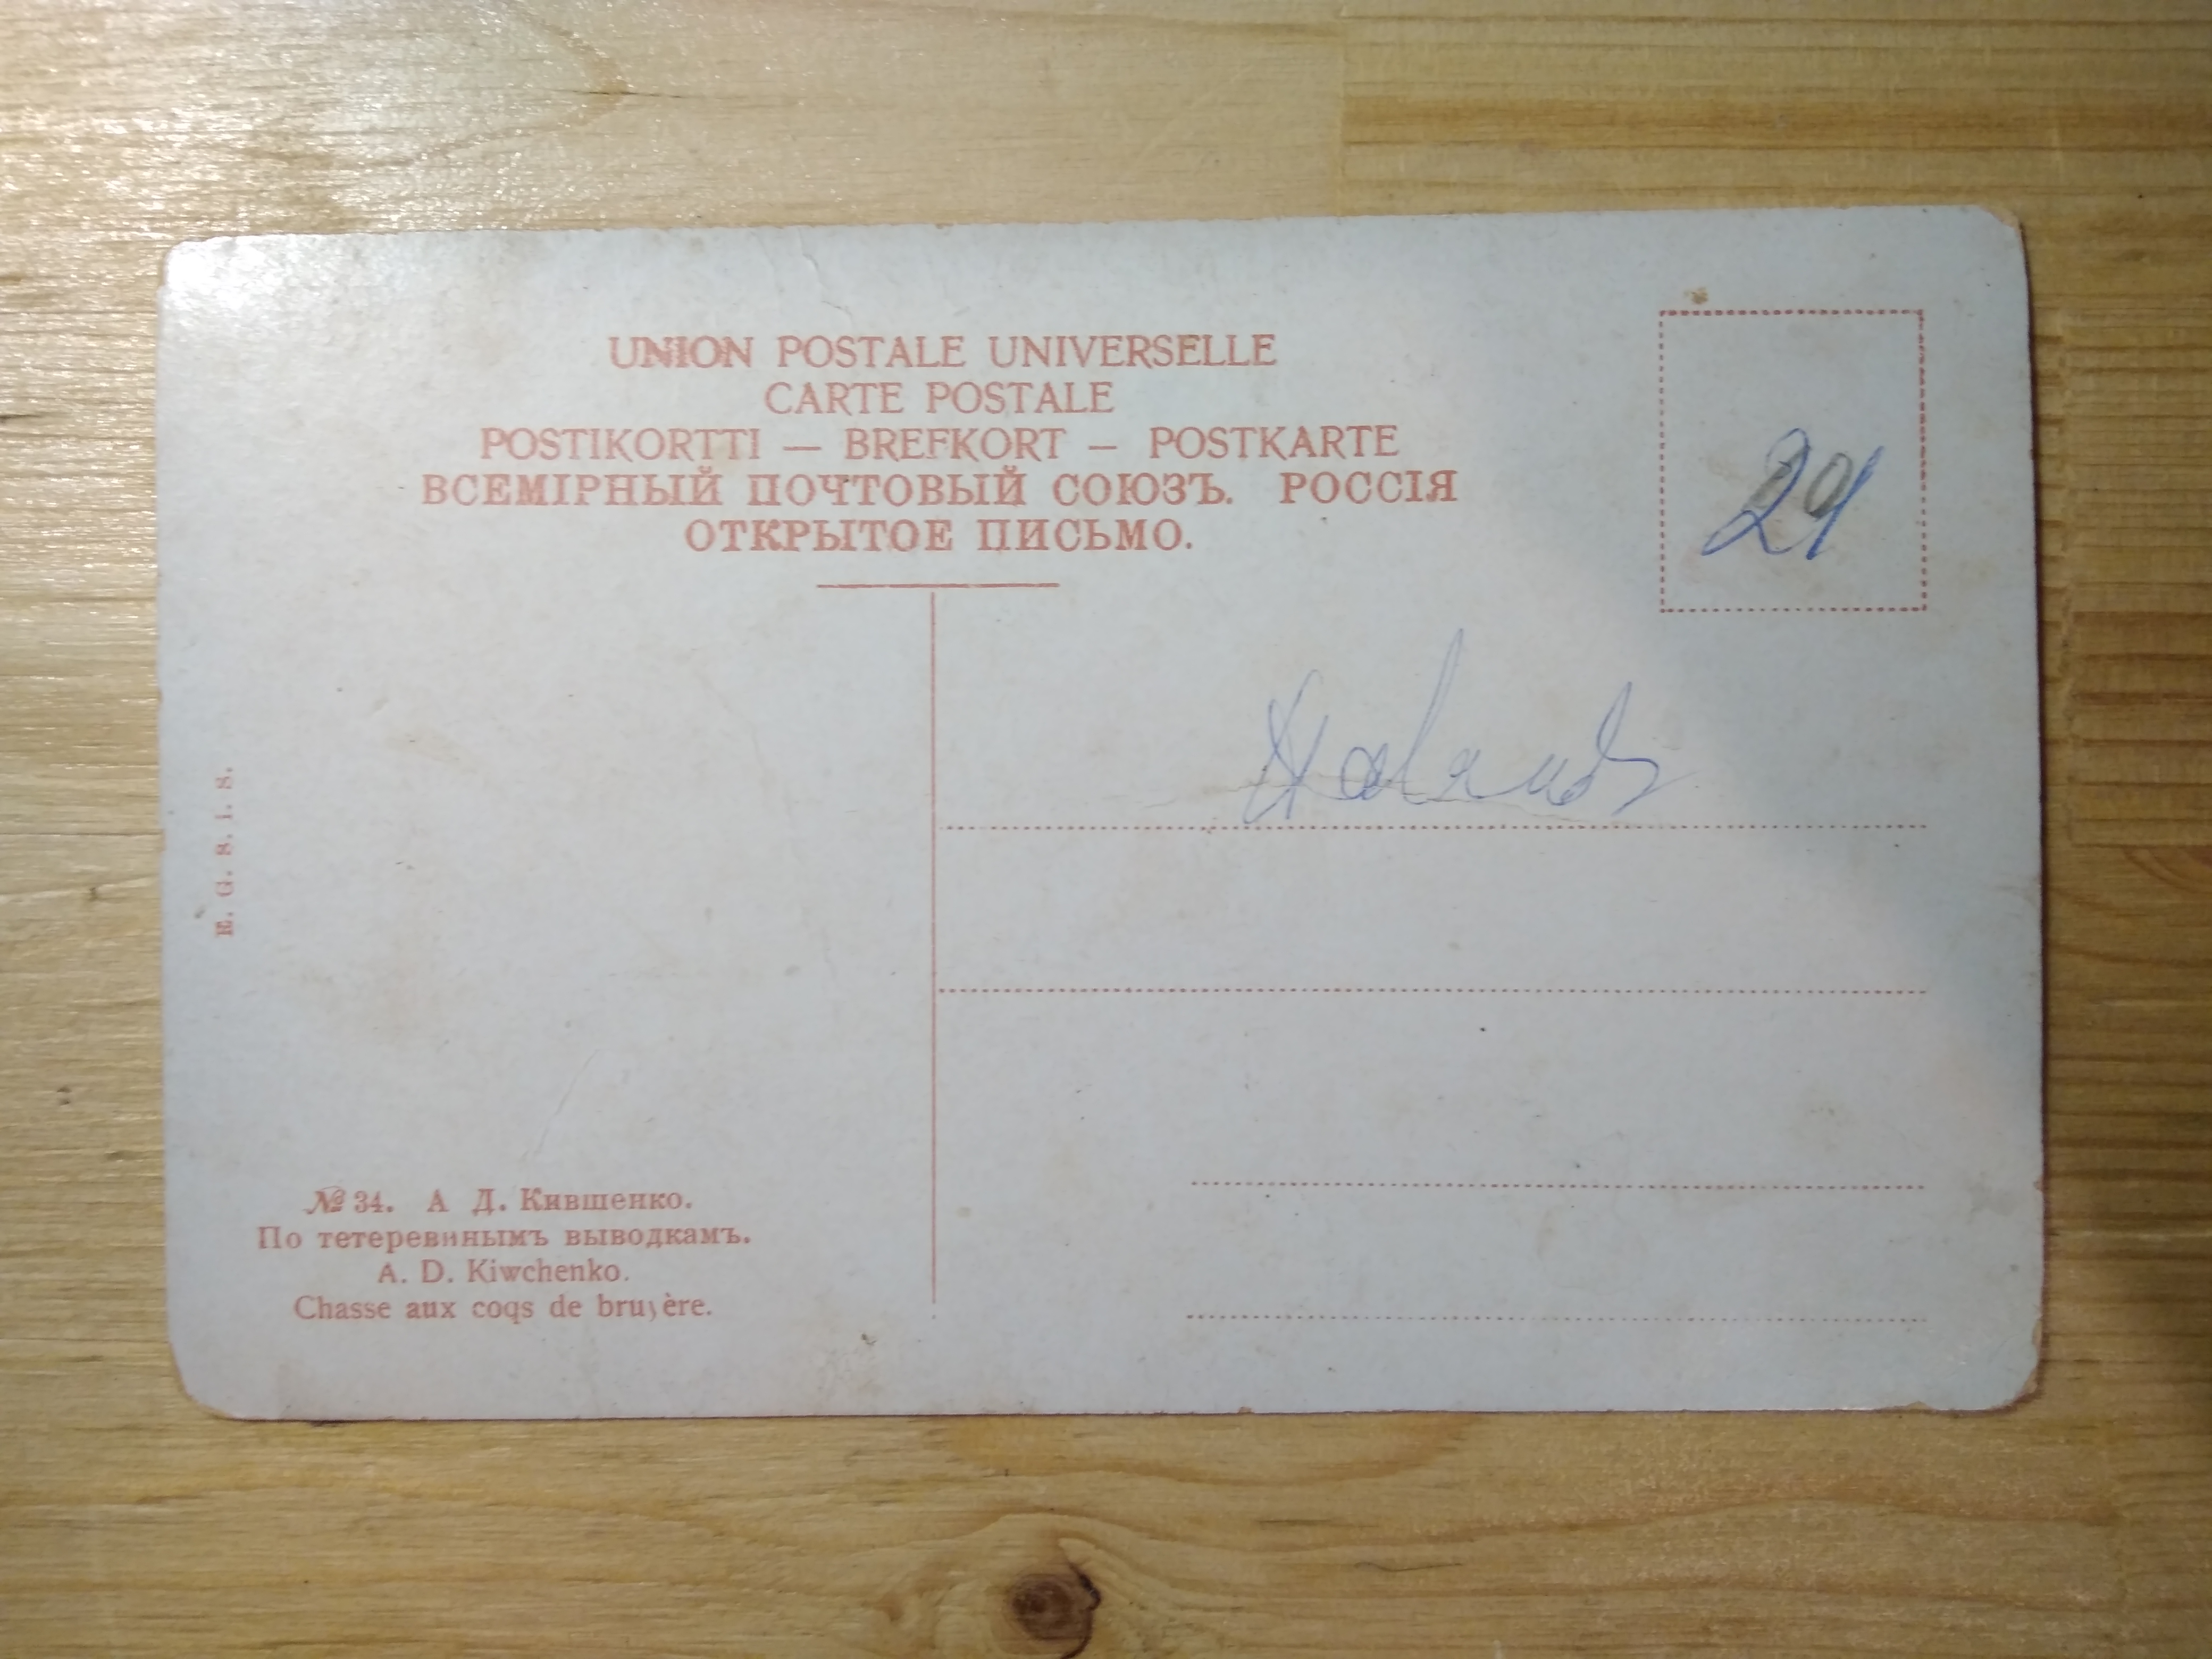 UNION POSTALE UNIVERSELLE
CARTE POSTALE
POSTIKORTTI — BREFKORT — POSTKARTE
ВСЕМІРНЫЙ ПОЧТОВЫЙ СОЮЗЪ. РОССІЯ
ОТКРЫТОЕ ПИСЬМО.
E. G. S. I. S.
№ 34. А Д. Кившенко.
По тетеревинымъ выводкамъ.
A. D. Kiwchenko.
Chasse aux coqs de bruyère.